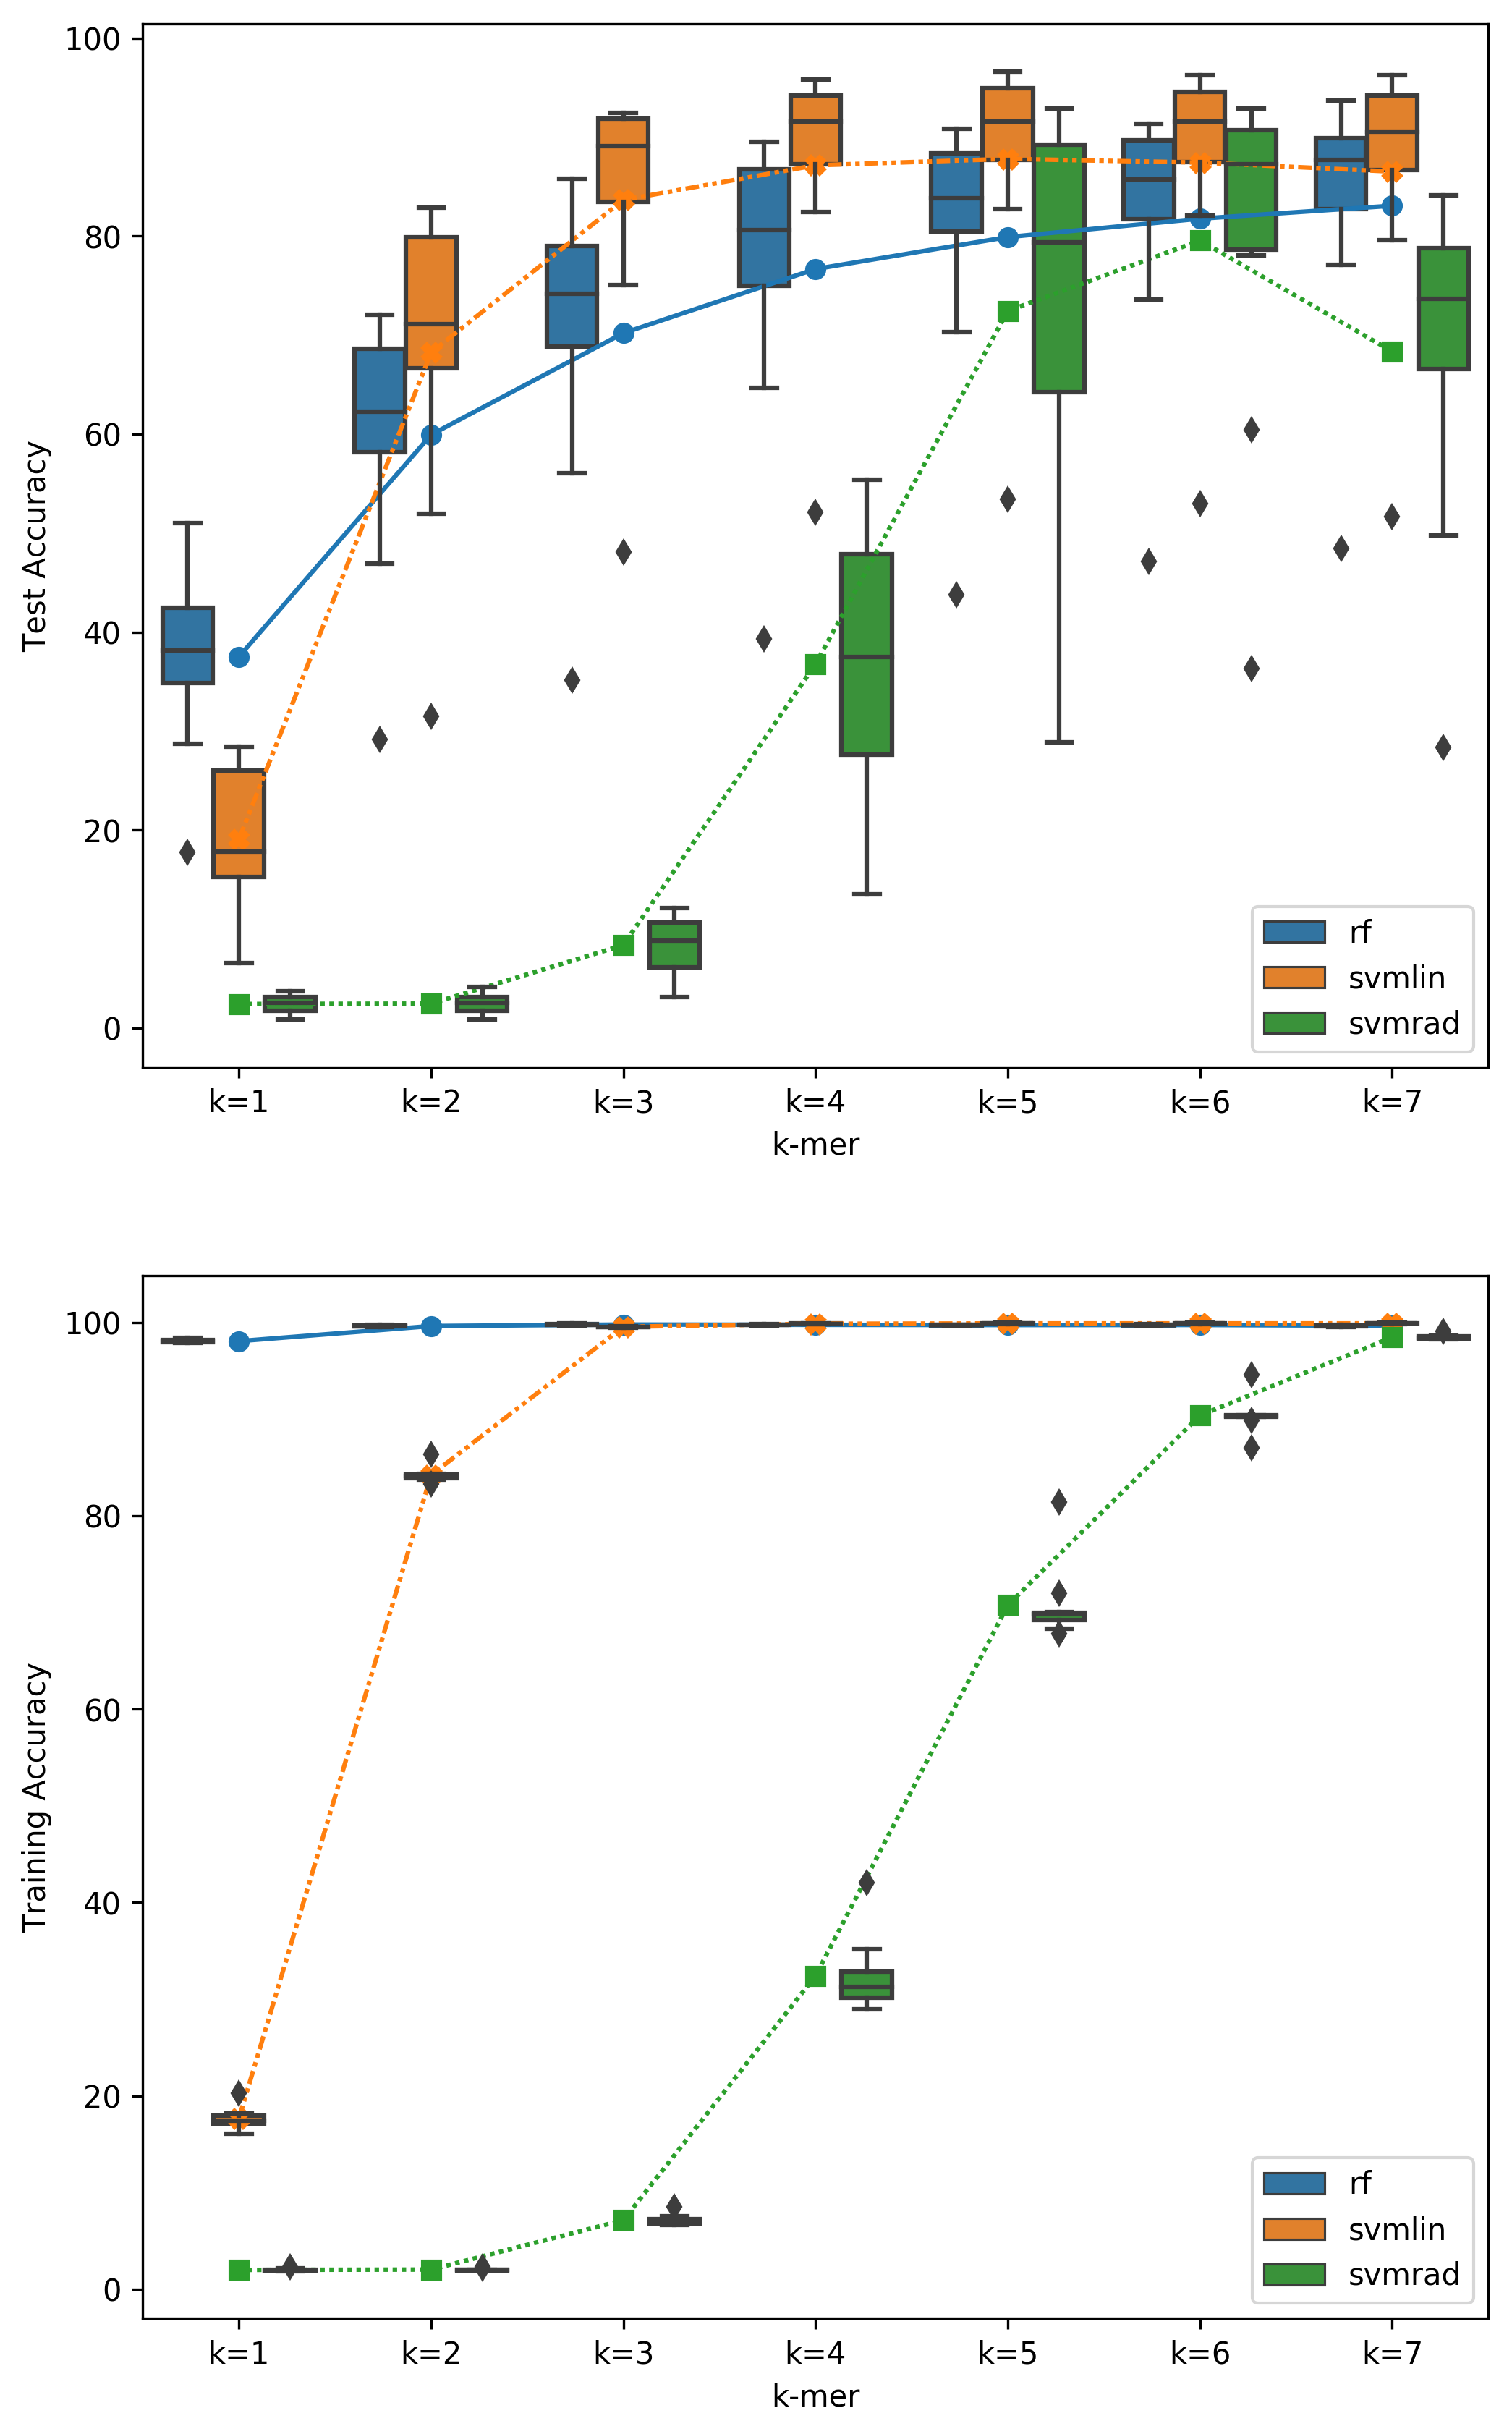 100
80
60
40
20
0
Test Accuracy
rf
svmlin
svmrad
k=1 k=2 k=3 k=4 k=5 k=6 k=7
k-mer
100
80
60
40
20
0
Training Accuracy
rf
svmlin
svmrad
k=1 k=2 k=3 k=4 k=5 k=6 k=7
k-mer